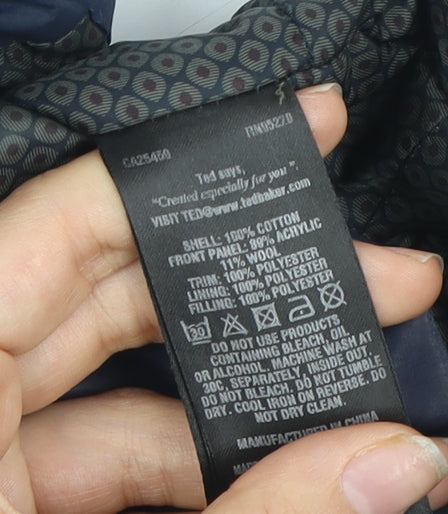 CA25450 RN95220
Ted says,
"Created especially for you".
VISIT TED@www.tedbaker.com
SHELL: 100% COTTON
FRONT PANEL: 89% ACRYLIC
11% WOOL
TRIM: 100% POLYESTER
LINING: 100% POLYESTER
FILLING: 100% POLYESTER
30
DO NOT USE PRODUCTS
CONTAINING BLEACH, OIL
OR ALCOHOL. MACHINE WASH AT
30C. SEPARATELY, INSIDE OUT.
DO NOT BLEACH. DO NOT TUMBLE
DRY. COOL IRON ON REVERSE. DO
NOT DRY CLEAN.
MANUFACTURED IN CHINA